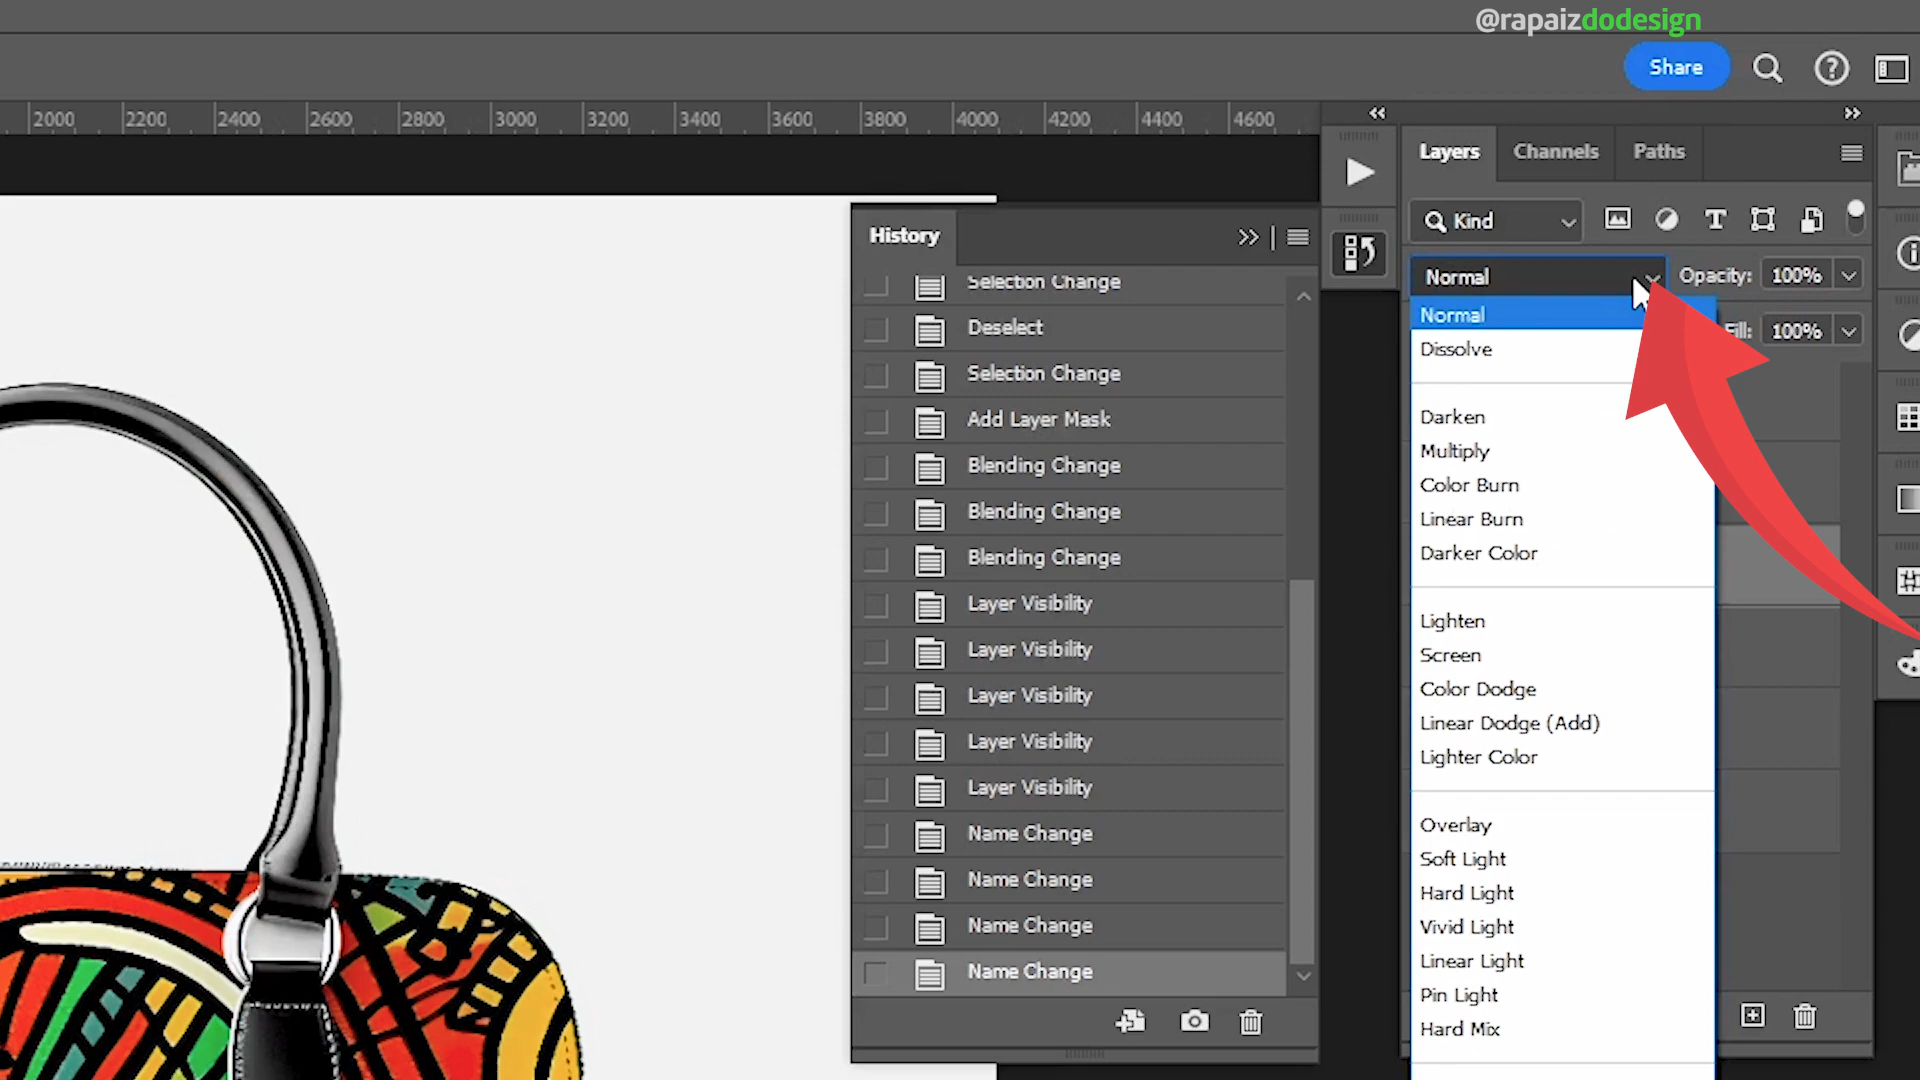 @rapaizdodesign
Share
2000 2200 2400 2600 2800 3000 3200 3400 3600 3800 4000 4200 4400 4600
Layers Channels Paths
Kind
Normal
Opacity: 100%
Fill: 100%
Normal
Dissolve
Darken
Multiply
Color Burn
Linear Burn
Darker Color
Lighten
Screen
Color Dodge
Linear Dodge (Add)
Lighter Color
Overlay
Soft Light
Hard Light
Vivid Light
Linear Light
Pin Light
Hard Mix
History
Selection Change
Deselect
Selection Change
Add Layer Mask
Blending Change
Blending Change
Blending Change
Layer Visibility
Layer Visibility
Layer Visibility
Layer Visibility
Layer Visibility
Name Change
Name Change
Name Change
Name Change